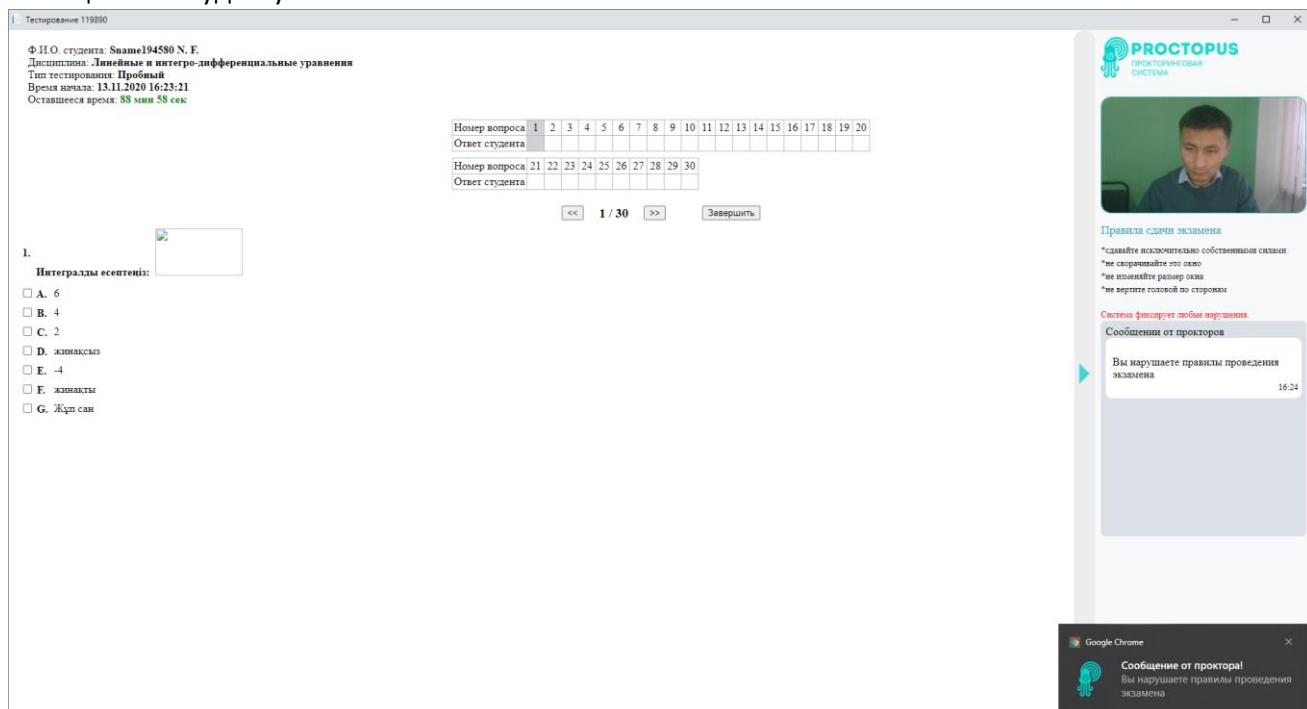 Тестирование 119890
Ф.И.О. студента: Sname194580 N. F.
Дисциплина: Линейные и интегро-дифференциальные уравнения
Тип тестирования: Пробный
Время начала: 13.11.2020 16:23:21
Оставшееся время: 88 мин 58 сек
Номер вопроса 1 2 3 4 5 6 7 8 9 10 11 12 13 14 15 16 17 18 19 20
Ответ студента
Номер вопроса 21 22 23 24 25 26 27 28 29 30
Ответ студента
<< 1 / 30 >> Завершить
1.
Интегралды есептеңіз:
A. 6
B. 4
C. 2
D. жинақсыз
E. -4
F. жинақты
G. Жұп сан
PROCTOPUS
ПРОКТОРИНГОВАЯ
СИСТЕМА
Правила сдачи экзамена
*сдавайте исключительно собственными силами
*не сворачивайте это окно
*не изменяйте размер окна
*не вертите головой по сторонам
Система фиксирует любые нарушения.
Сообщении от прокторов
Вы нарушаете правилы проведения
экзамена
16:24
Google Chrome
Сообщение от проктора!
Вы нарушаете правилы проведения
экзамена